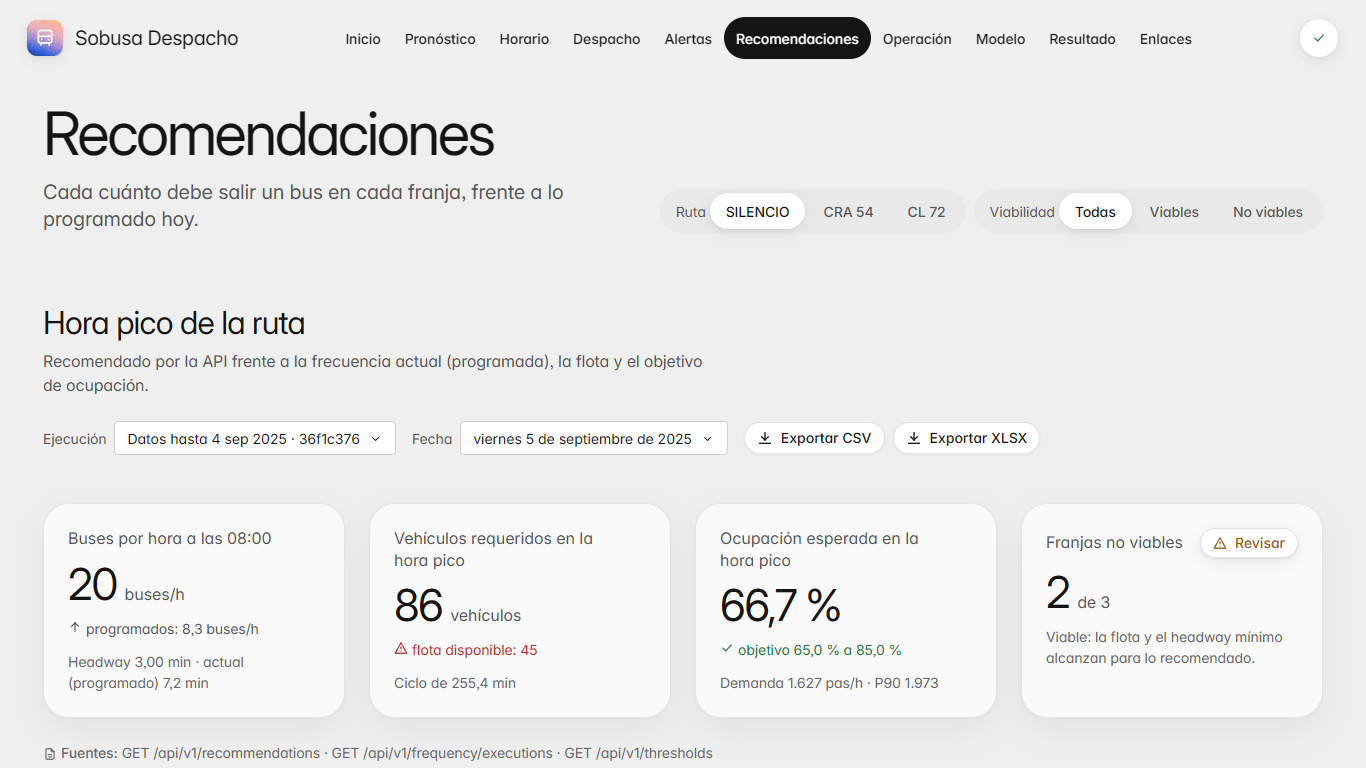 Sobusa Despacho
Inicio Pronóstico Horario Despacho Alertas Recomendaciones Operación Modelo Resultado Enlaces
Recomendaciones
Cada cuánto debe salir un bus en cada franja, frente a lo
programado hoy.
Ruta SILENCIO CRA 54 CL 72 Viabilidad Todas Viables No viables
Hora pico de la ruta
Recomendado por la API frente a la frecuencia actual (programada), la flota y el objetivo
de ocupación.
Ejecución Datos hasta 4 sep 2025 · 36f1c376 Fecha viernes 5 de septiembre de 2025 Exportar CSV Exportar XLSX
Buses por hora a las 08:00
20 buses/h
↑ programados: 8,3 buses/h
Headway 3,00 min · actual
(programado) 7,2 min
Vehículos requeridos en la
hora pico
86 vehículos
flota disponible: 45
Ciclo de 255,4 min
Ocupación esperada en la
hora pico
66,7 %
objetivo 65,0 % a 85,0 %
Demanda 1.627 pas/h · P90 1.973
Franjas no viables Revisar
2 de 3
Viable: la flota y el headway mínimo
alcanzan para lo recomendado.
Fuentes: GET /api/v1/recommendations · GET /api/v1/frequency/executions · GET /api/v1/thresholds